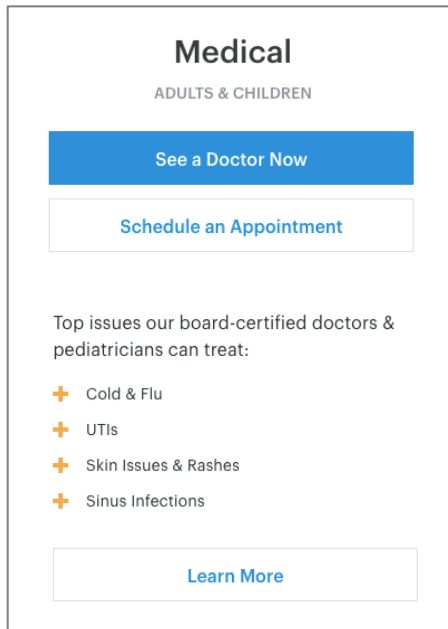 Medical
ADULTS & CHILDREN
See a Doctor Now
Schedule an Appointment
Top issues our board-certified doctors &
pediatricians can treat:
Cold & Flu
UTIs
Skin Issues & Rashes
Sinus Infections
Learn More